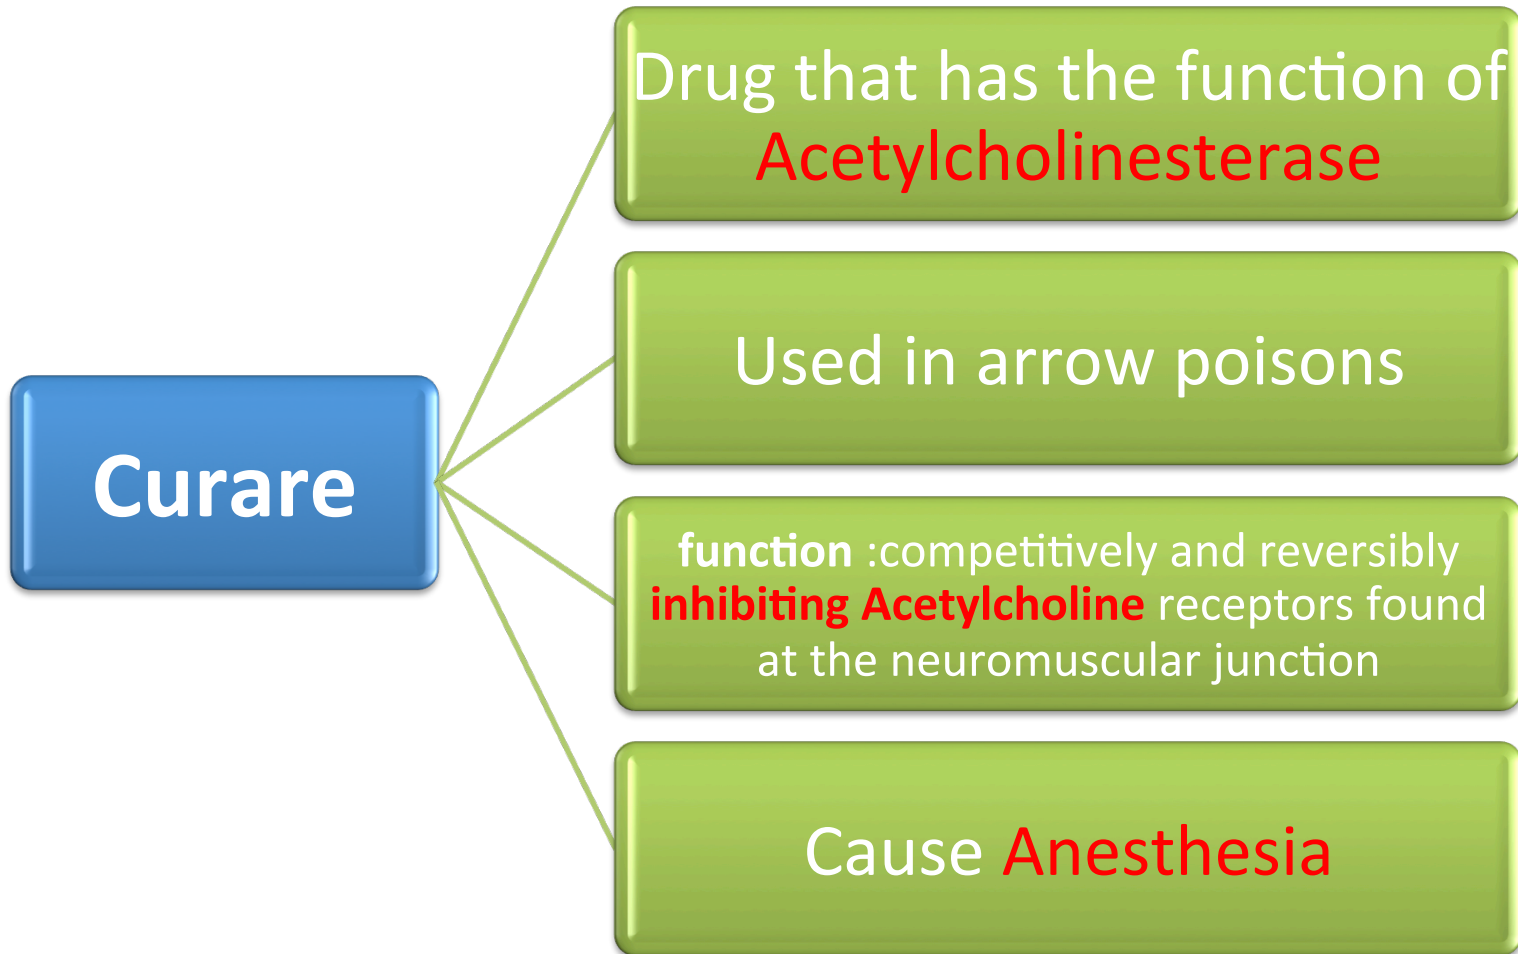 Curare
Drug that has the function of
Acetylcholinesterase
Used in arrow poisons
function :competitively and reversibly
inhibiting Acetylcholine receptors found
at the neuromuscular junction
Cause Anesthesia